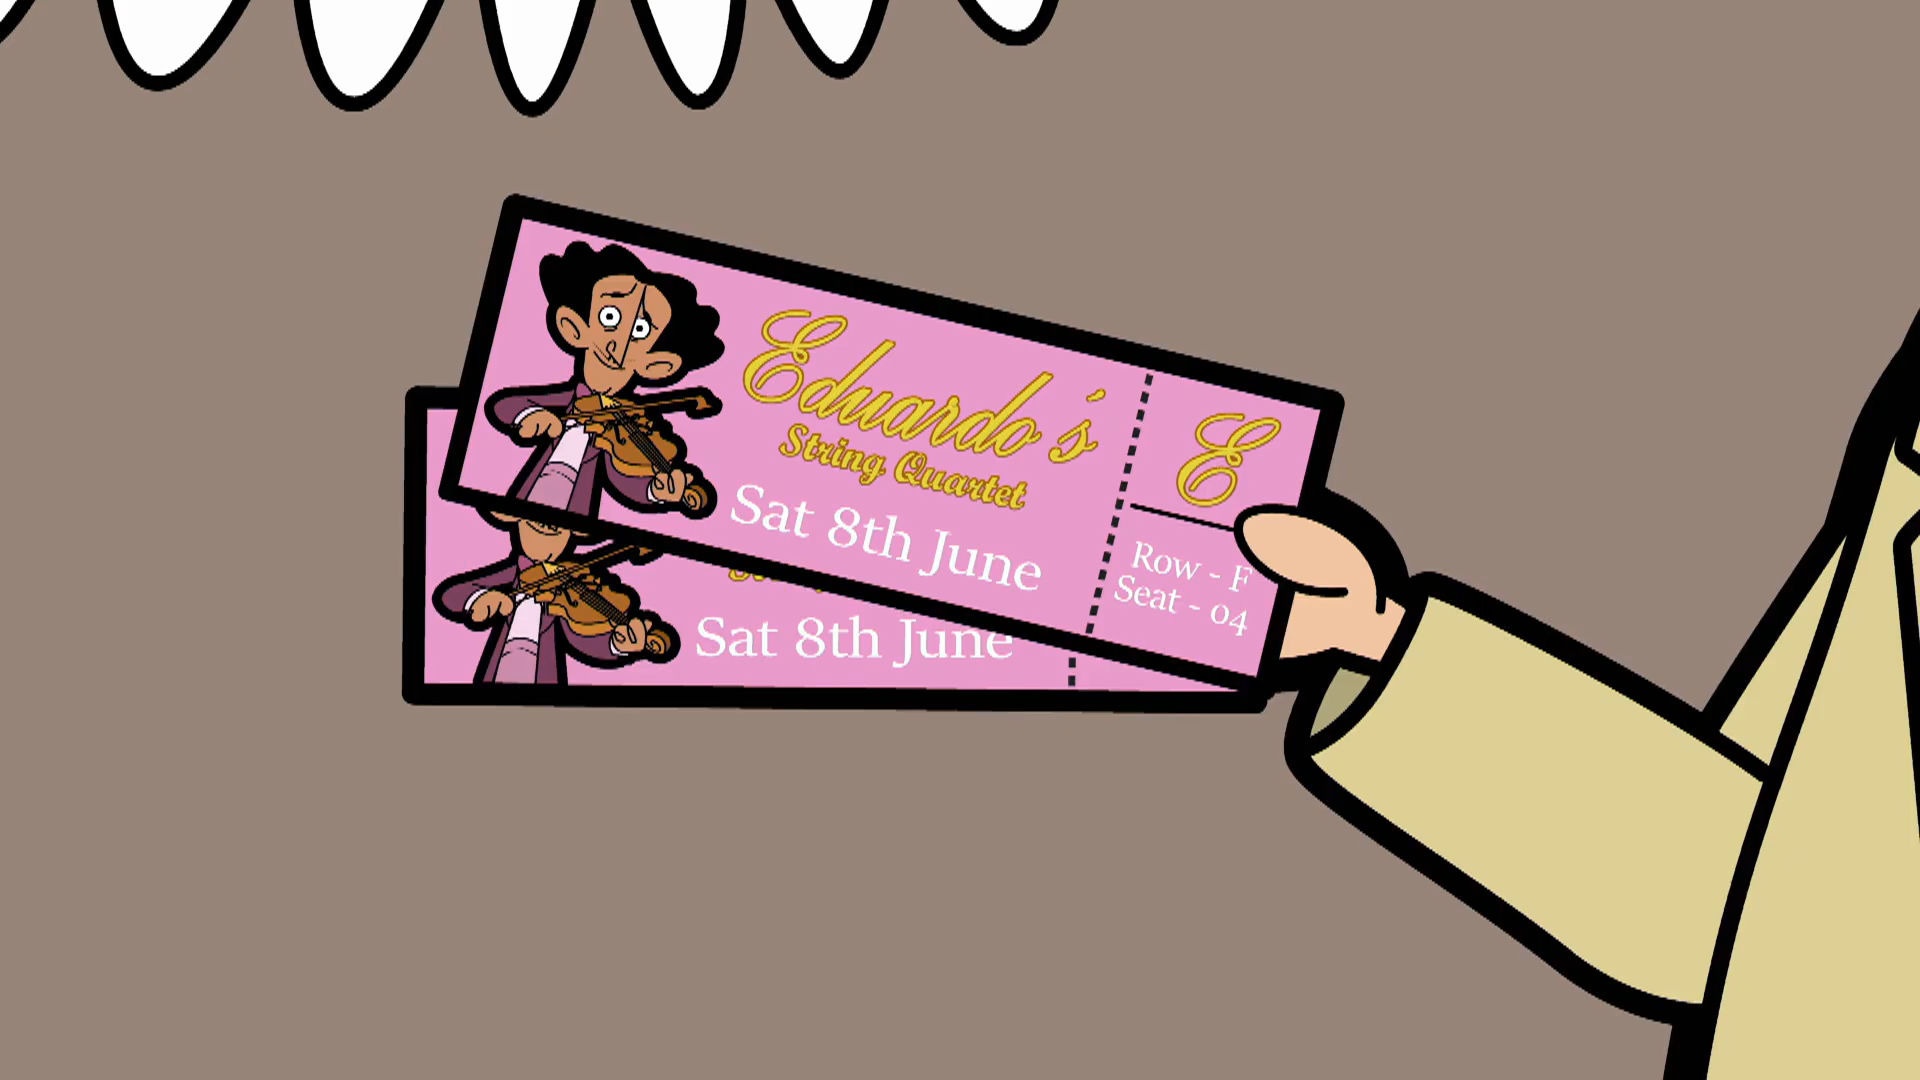 Eduardo's
String Quartet
Sat 8th June
E
Row - F
Seat - 04
Sat 8th June